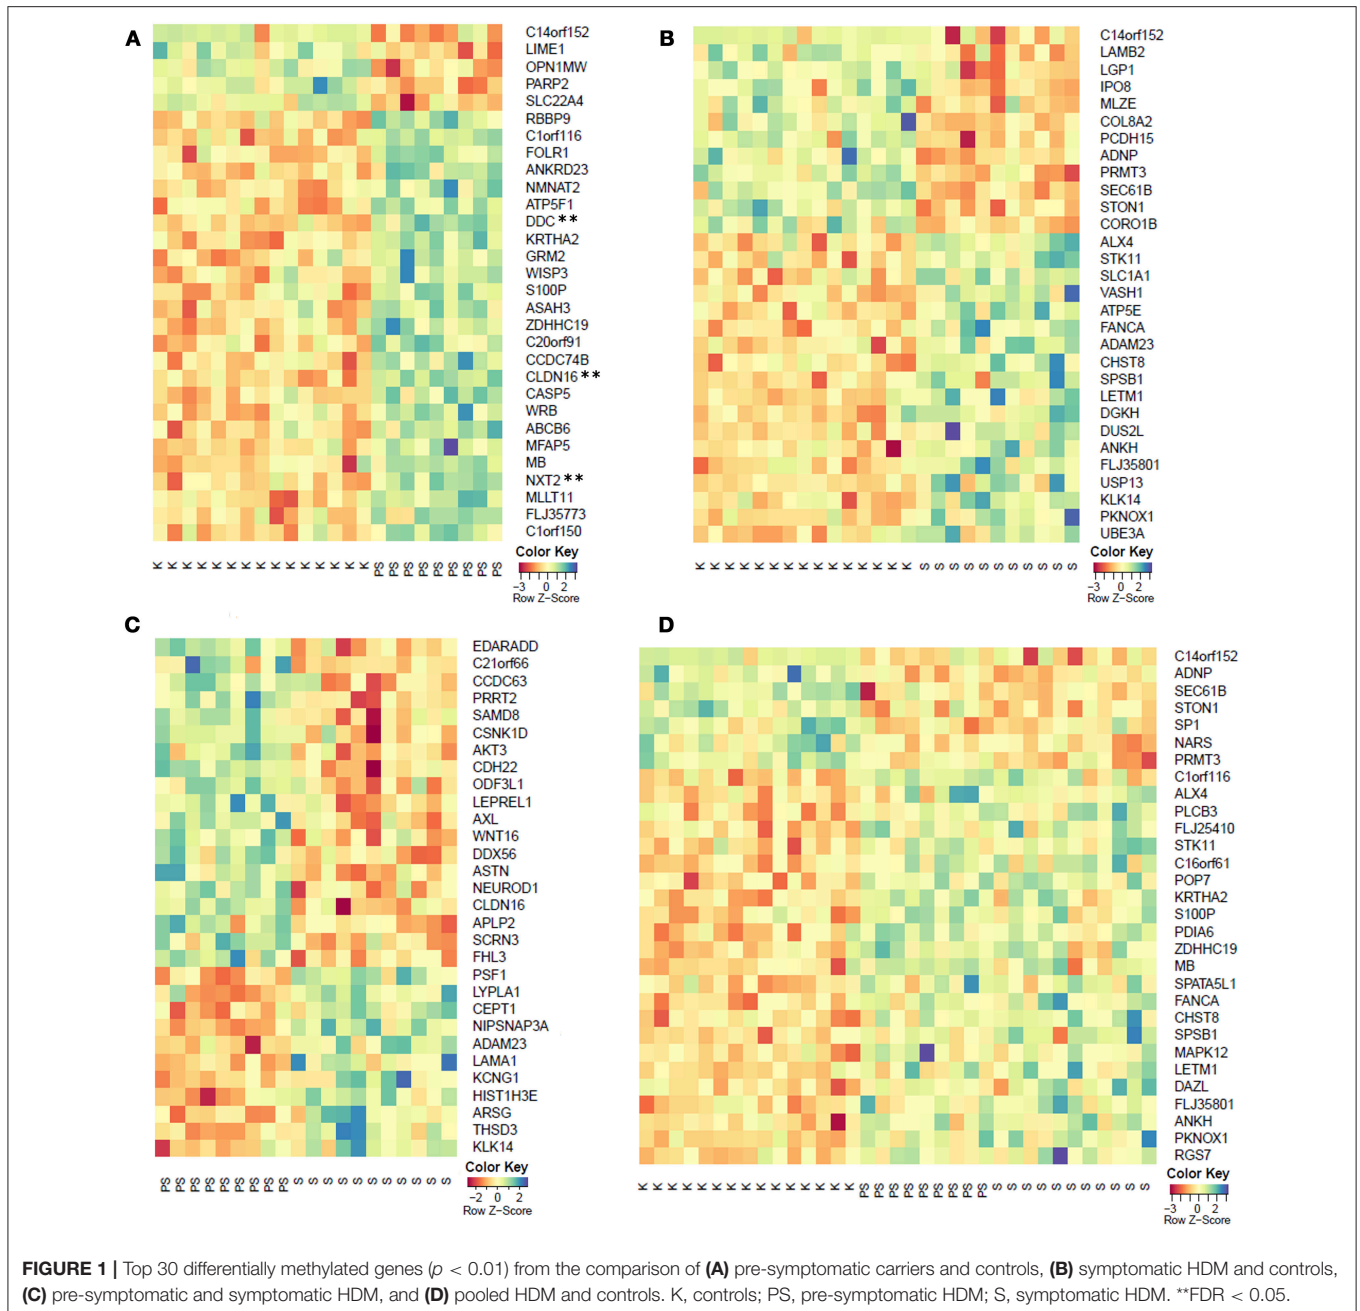 A
C14orf152
LIME1
OPN1MW
PARP2
SLC22A4
RBBP9
C1orf116
FOLR1
ANKRD23
NMNAT2
ATP5F1
DDC **
KRTHA2
GRM2
WISP3
S100P
ASAH3
ZDHHC19
C20orf91
CCDC74B
CLDN16 **
CASP5
WRB
ABCB6
MFAP5
MB
NXT2 **
MLLT11
FLJ35773
C1orf150
K K K K K K K K K K K K K K K PS PS PS PS PS PS PS PS PS
Color Key
-3 0 2
Row Z-Score
B
C14orf152
LAMB2
LGP1
IPO8
MLZE
COL8A2
PCDH15
ADNP
PRMT3
SEC61B
STON1
CORO1B
ALX4
STK11
SLC1A1
VASH1
ATP5E
FANCA
ADAM23
CHST8
SPSB1
LETM1
DGKH
DUS2L
ANKH
FLJ35801
USP13
KLK14
PKNOX1
UBE3A
K K K K K K K K K K K K K K K S S S S S S S S S S S
Color Key
-3 0 2
Row Z-Score
C
EDARADD
C21orf66
CCDC63
PRRT2
SAMD8
CSNK1D
AKT3
CDH22
ODF3L1
LEPREL1
AXL
WNT16
DDX56
ASTN
NEUROD1
CLDN16
APLP2
SCRN3
FHL3
PSF1
LYPLA1
CEPT1
NIPSNAP3A
ADAM23
LAMA1
KCNG1
HIST1H3E
ARSG
THSD3
KLK14
PS PS PS PS PS PS PS PS PS S S S S S S S S S S S
Color Key
-2 0 2
Row Z-Score
D
C14orf152
ADNP
SEC61B
STON1
SP1
NARS
PRMT3
C1orf116
ALX4
PLCB3
FLJ25410
STK11
C16orf61
POP7
KRTHA2
S100P
PDIA6
ZDHHC19
MB
SPATA5L1
FANCA
CHST8
SPSB1
MAPK12
LETM1
DAZL
FLJ35801
ANKH
PKNOX1
RGS7
K K K K K K K K K K K K K K K PS PS PS PS PS PS PS PS PS S S S S S S S S S S S
Color Key
-3 0 2
Row Z-Score
FIGURE 1 | Top 30 differentially methylated genes (p < 0.01) from the comparison of (A) pre-symptomatic carriers and controls, (B) symptomatic HDM and controls,
(C) pre-symptomatic and symptomatic HDM, and (D) pooled HDM and controls. K, controls; PS, pre-symptomatic HDM; S, symptomatic HDM. **FDR < 0.05.